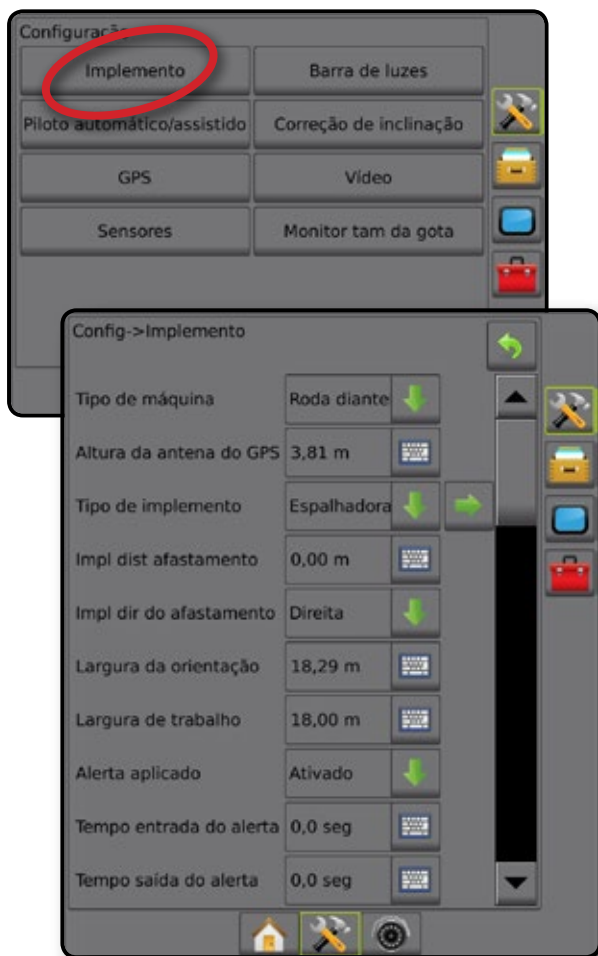 Configuração
Implemento
Barra de luzes
Piloto automático/assistido
Correção de inclinação
GPS
Vídeo
Sensores
Monitor tam da gota
Config->Implemento
Tipo de máquina
Roda diante
Altura da antena do GPS
3,81 m
Tipo de implemento
Espalhadora
Impl dist afastamento
0,00 m
Impl dir do afastamento
Direita
Largura da orientação
18,29 m
Largura de trabalho
18,00 m
Alerta aplicado
Ativado
Tempo entrada do alerta
0,0 seg
Tempo saída do alerta
0,0 seg